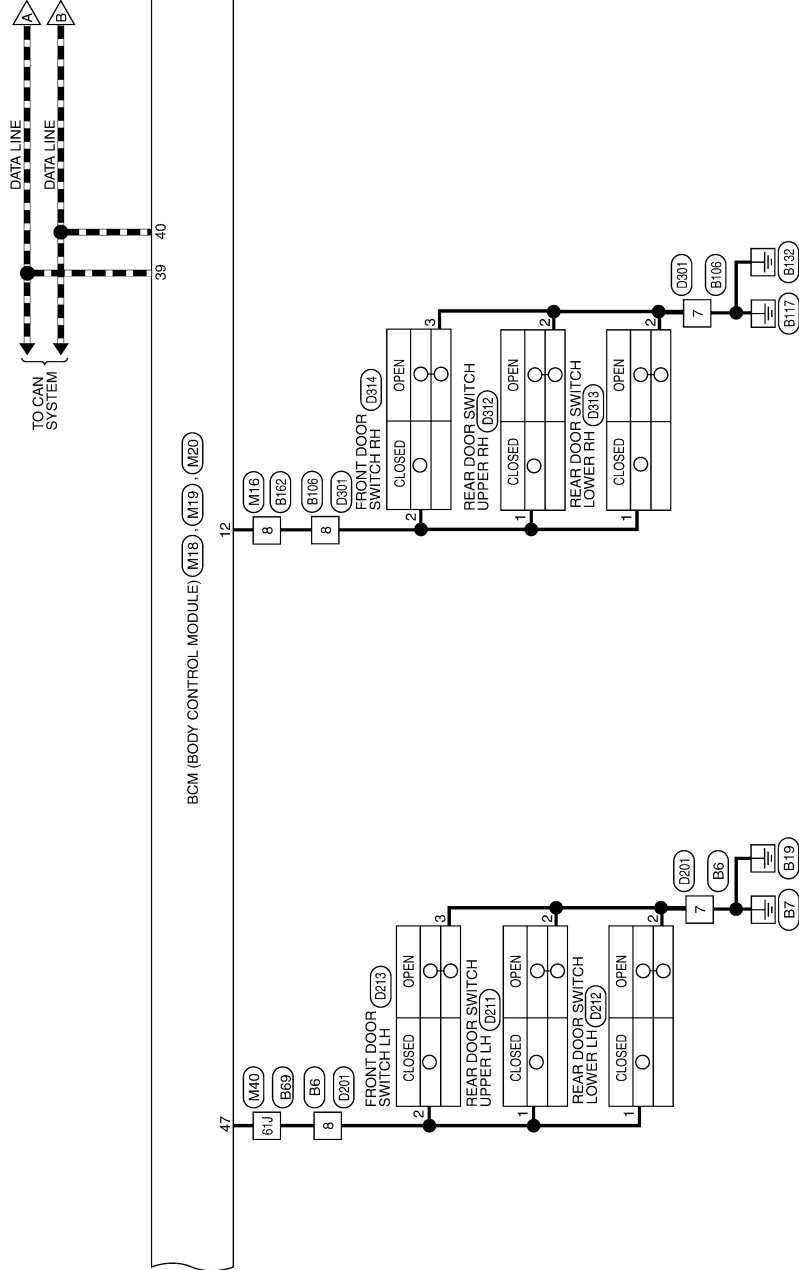 A
B
DATA LINE
DATA LINE
TO CAN
SYSTEM
39
40
BCM (BODY CONTROL MODULE) M18 , M19 , M20
47
61J
M40
B69
8
B6
D201
FRONT DOOR
SWITCH LH
D213
2
CLOSED
OPEN
3
REAR DOOR SWITCH
UPPER LH
D211
1
CLOSED
OPEN
2
REAR DOOR SWITCH
LOWER LH
D212
1
CLOSED
OPEN
2
7
D201
B6
B7
B19
12
8
M16
B162
8
B106
D301
FRONT DOOR
SWITCH RH
D314
2
CLOSED
OPEN
3
REAR DOOR SWITCH
UPPER RH
D312
1
CLOSED
OPEN
2
REAR DOOR SWITCH
LOWER RH
D313
1
CLOSED
OPEN
2
7
D301
B106
B117
B132